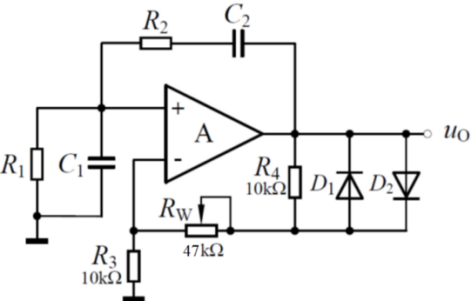 R2
C2
+
A
-
uO
R1
C1
R4
10kΩ
D1
D2
RW
47kΩ
R3
10kΩ